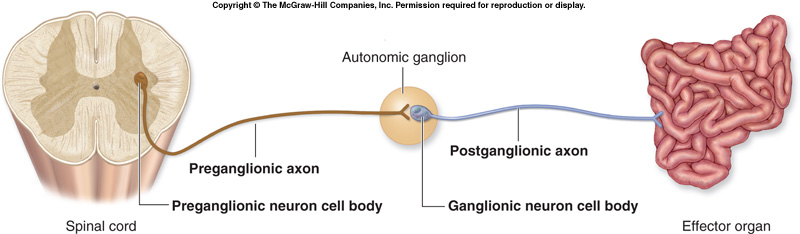 Copyright © The McGraw-Hill Companies, Inc. Permission required for reproduction or display.
Autonomic ganglion
Postganglionic axon
Preganglionic axon
Preganglionic neuron cell body
Ganglionic neuron cell body
Spinal cord
Effector organ